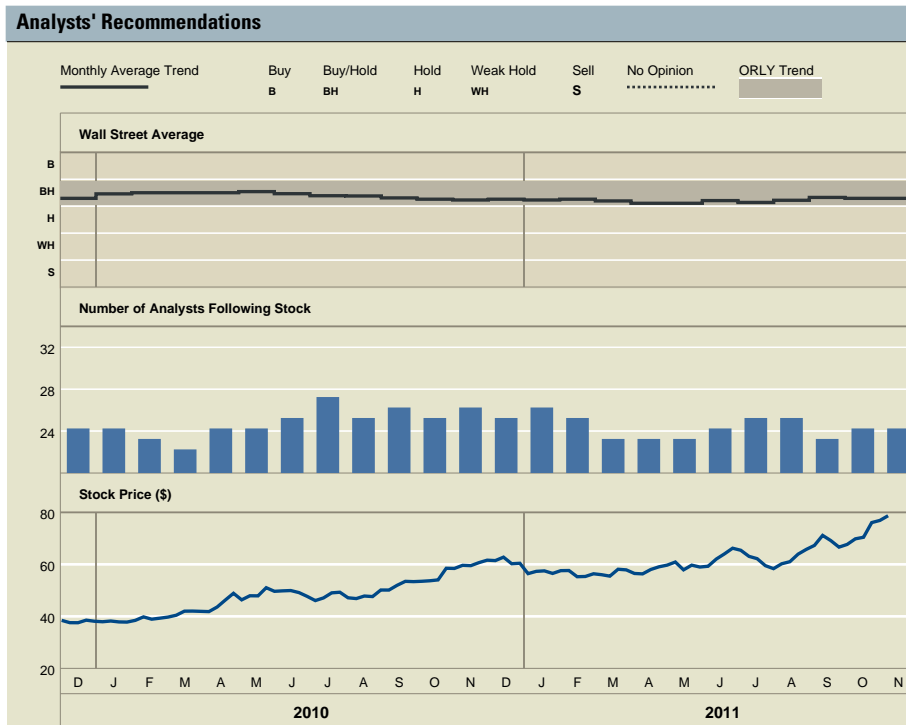 Analysts' Recommendations
Monthly Average Trend Buy Buy/Hold Hold Weak Hold Sell No Opinion ORLY Trend
B BH H WH S
Wall Street Average
B
BH
H
WH
S
Number of Analysts Following Stock
32
28
24
Stock Price ($)
80
60
40
20
D J F M A M J J A S O N D J F M A M J J A S O N
2010 2011